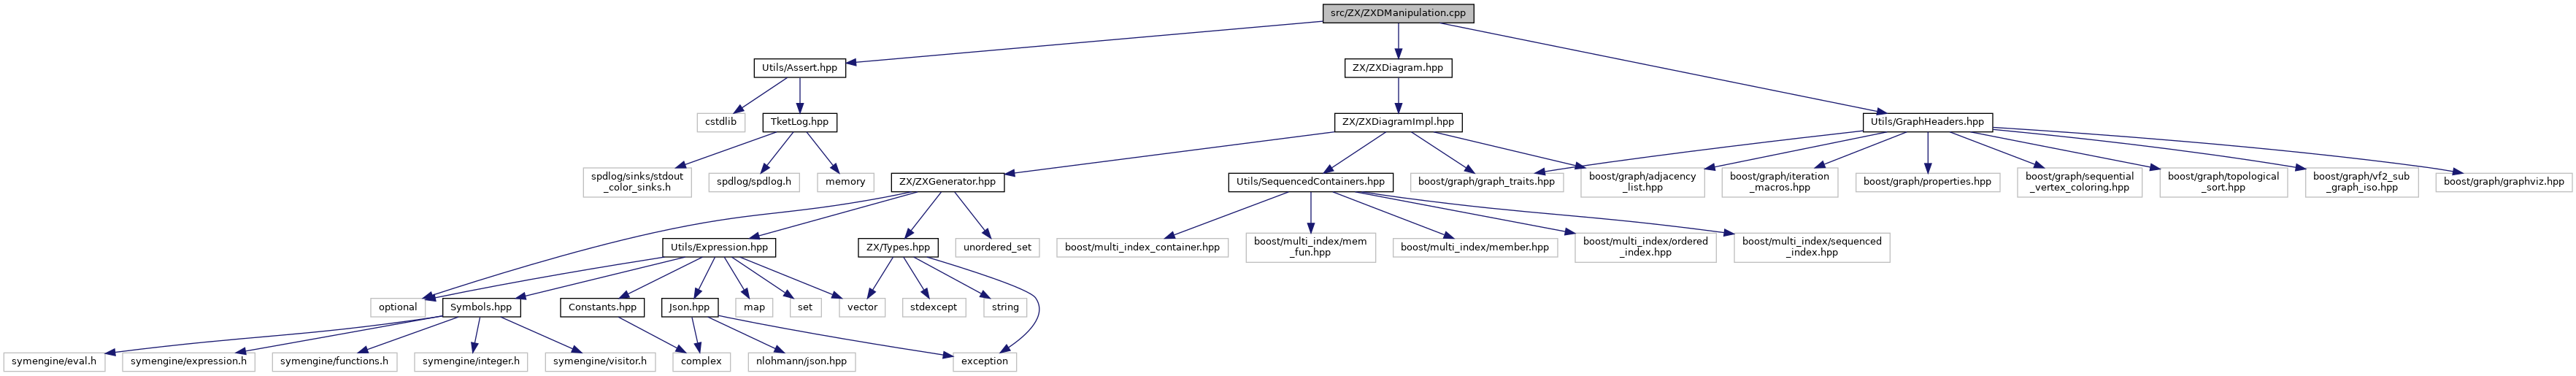 src/ZX/ZXDManipulation.cpp
Utils/Assert.hpp
ZX/ZXDiagram.hpp
cstdlib
TketLog.hpp
ZX/ZXDiagramImpl.hpp
Utils/GraphHeaders.hpp
spdlog/sinks/stdout
_color_sinks.h
spdlog/spdlog.h
memory
ZX/ZXGenerator.hpp
Utils/SequencedContainers.hpp
boost/graph/graph_traits.hpp
boost/graph/adjacency
_list.hpp
boost/graph/iteration
_macros.hpp
boost/graph/properties.hpp
boost/graph/sequential
_vertex_coloring.hpp
boost/graph/topological
_sort.hpp
boost/graph/vf2_sub
_graph_iso.hpp
boost/graph/graphviz.hpp
Utils/Expression.hpp
ZX/Types.hpp
unordered_set
boost/multi_index_container.hpp
boost/multi_index/mem
_fun.hpp
boost/multi_index/member.hpp
boost/multi_index/ordered
_index.hpp
boost/multi_index/sequenced
_index.hpp
optional
Symbols.hpp
Constants.hpp
Json.hpp
map
set
vector
stdexcept
string
symengine/eval.h
symengine/expression.h
symengine/functions.h
symengine/integer.h
symengine/visitor.h
complex
nlohmann/json.hpp
exception